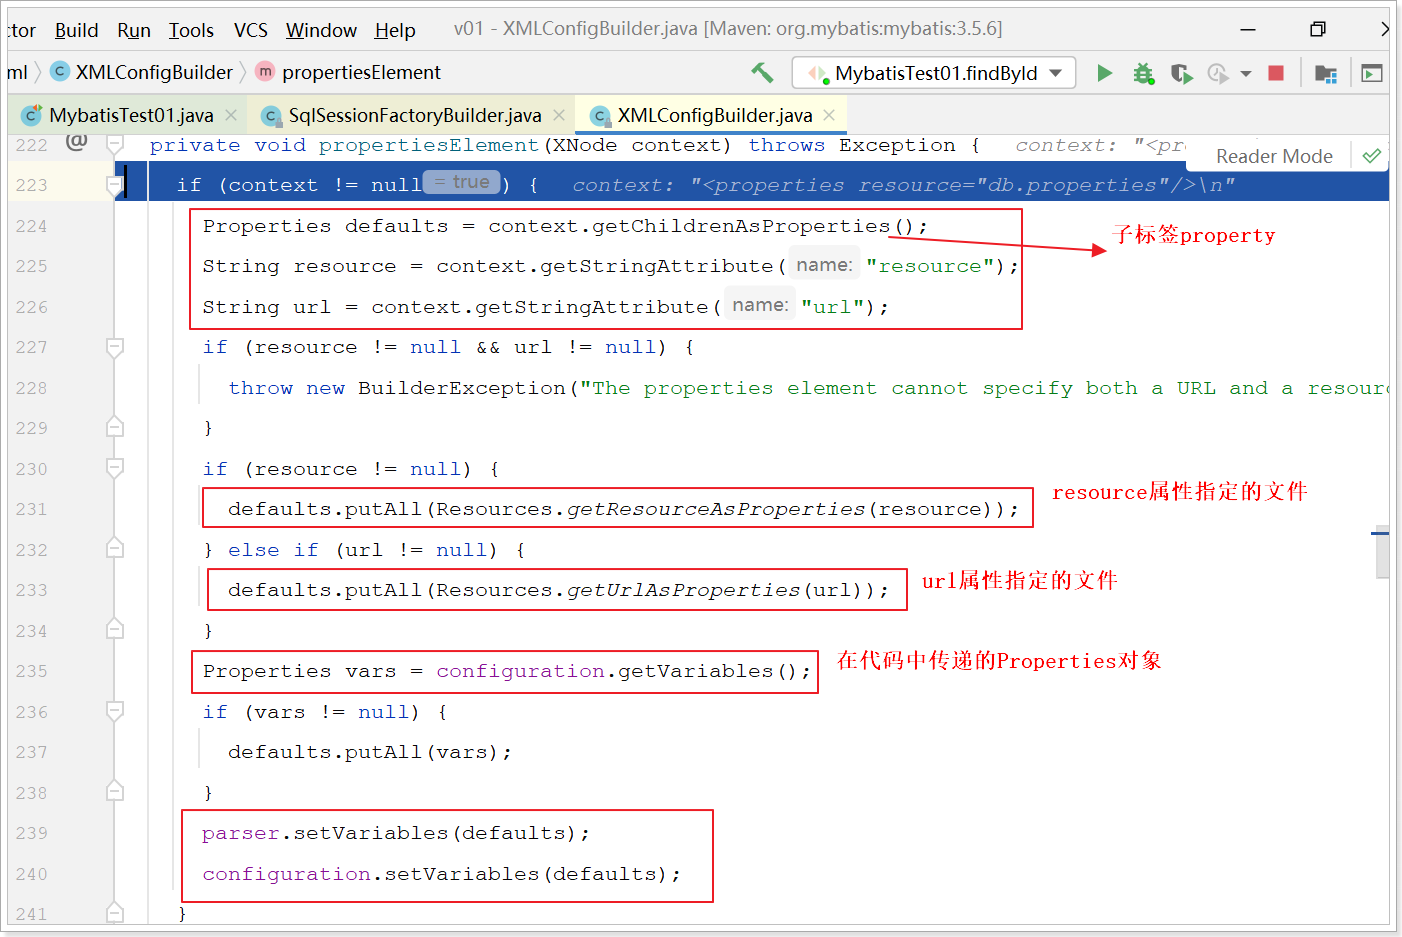 ctor Build Run Tools VCS Window Help v01 - XMLConfigBuilder.java [Maven: org.mybatis:mybatis:3.5.6]
ml XMLConfigBuilder propertiesElement MybatisTest01.findById
MybatisTest01.java SqlSessionFactoryBuilder.java XMLConfigBuilder.java
222 @ private void propertiesElement(XNode context) throws Exception { context: "<pr
Reader Mode
223 if (context != null = true ) { context: "<properties resource="db.properties"/>\n"
224 Properties defaults = context.getChildrenAsProperties(); 子标签property
225 String resource = context.getStringAttribute( name: "resource");
226 String url = context.getStringAttribute( name: "url");
227 if (resource != null && url != null) {
228 throw new BuilderException("The properties element cannot specify both a URL and a resour
229 }
230 if (resource != null) {
231 defaults.putAll(Resources.getResourceAsProperties(resource)); resource属性指定的文件
232 } else if (url != null) {
233 defaults.putAll(Resources.getUrlAsProperties(url)); url属性指定的文件
234 }
235 Properties vars = configuration.getVariables(); 在代码中传递的Properties对象
236 if (vars != null) {
237 defaults.putAll(vars);
238 }
239 parser.setVariables(defaults);
240 configuration.setVariables(defaults);
241 }